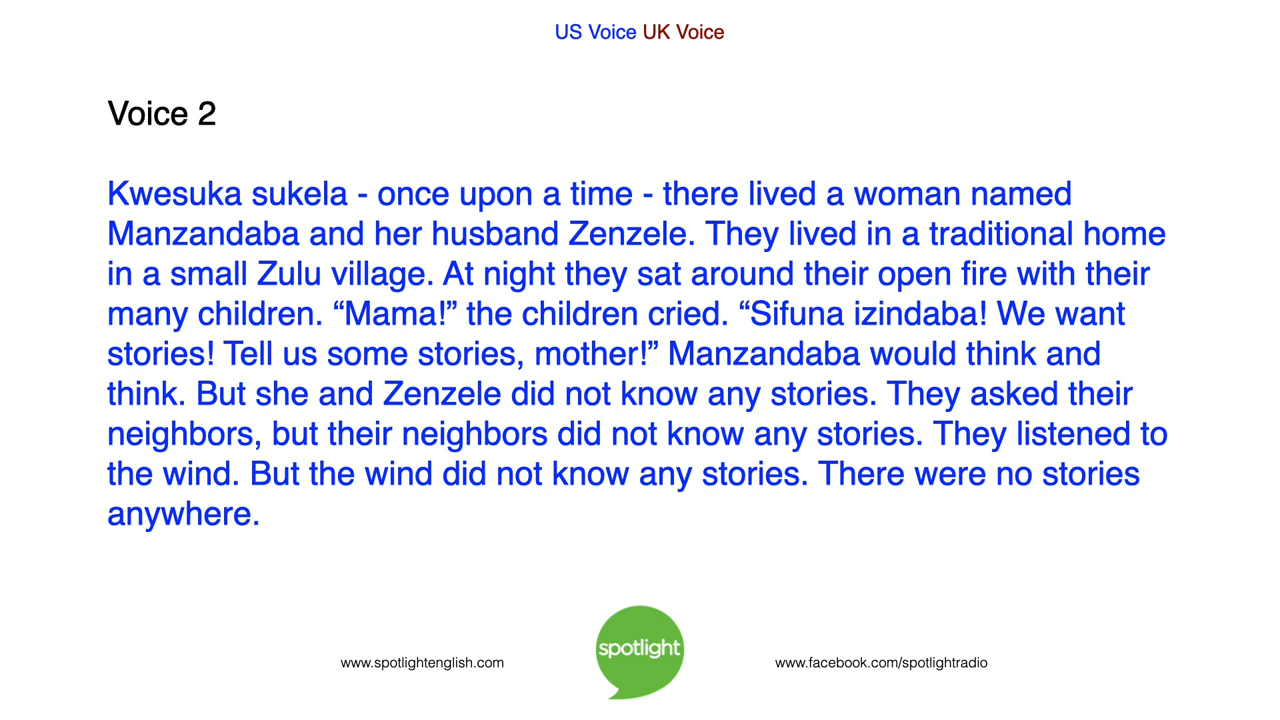 US Voice UK Voice
Voice 2
Kwesuka sukela - once upon a time - there lived a woman named
Manzandaba and her husband Zenzele. They lived in a traditional home
in a small Zulu village. At night they sat around their open fire with their
many children. “Mama!” the children cried. “Sifuna izindaba! We want
stories! Tell us some stories, mother!” Manzandaba would think and
think. But she and Zenzele did not know any stories. They asked their
neighbors, but their neighbors did not know any stories. They listened to
the wind. But the wind did not know any stories. There were no stories
anywhere.
www.spotlightenglish.com
spotlight
www.facebook.com/spotlightradio